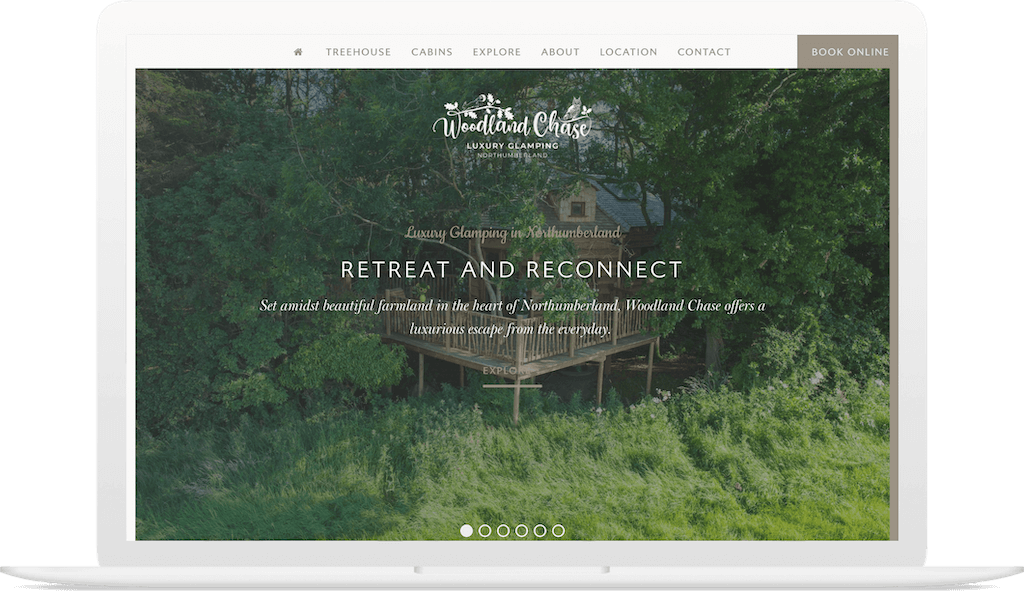 TREEHOUSE CABINS EXPLORE ABOUT LOCATION CONTACT BOOK ONLINE
Woodland Chase
LUXURY GLAMPING
NORTHUMBERLAND
Luxury Glamping in Northumberland
RETREAT AND RECONNECT
Set amidst beautiful farmland in the heart of Northumberland, Woodland Chase offers a
luxurious escape from the everyday.
EXPLORE